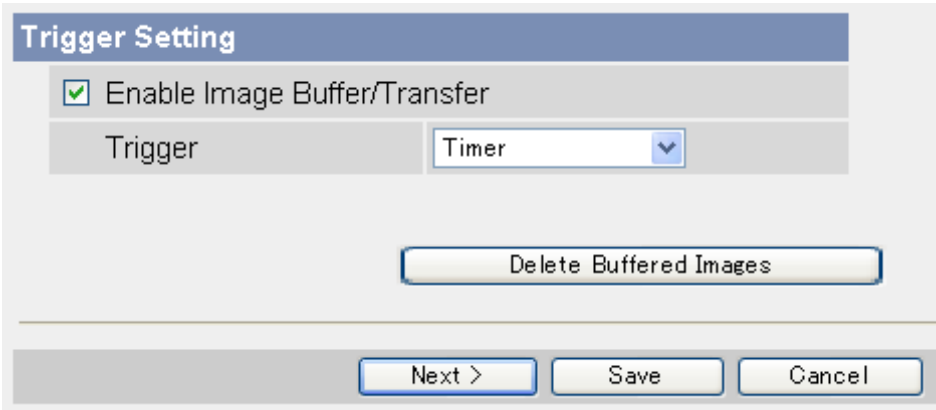 Trigger Setting
Enable Image Buffer/Transfer
Trigger Timer
Delete Buffered Images
Next > Save Cancel